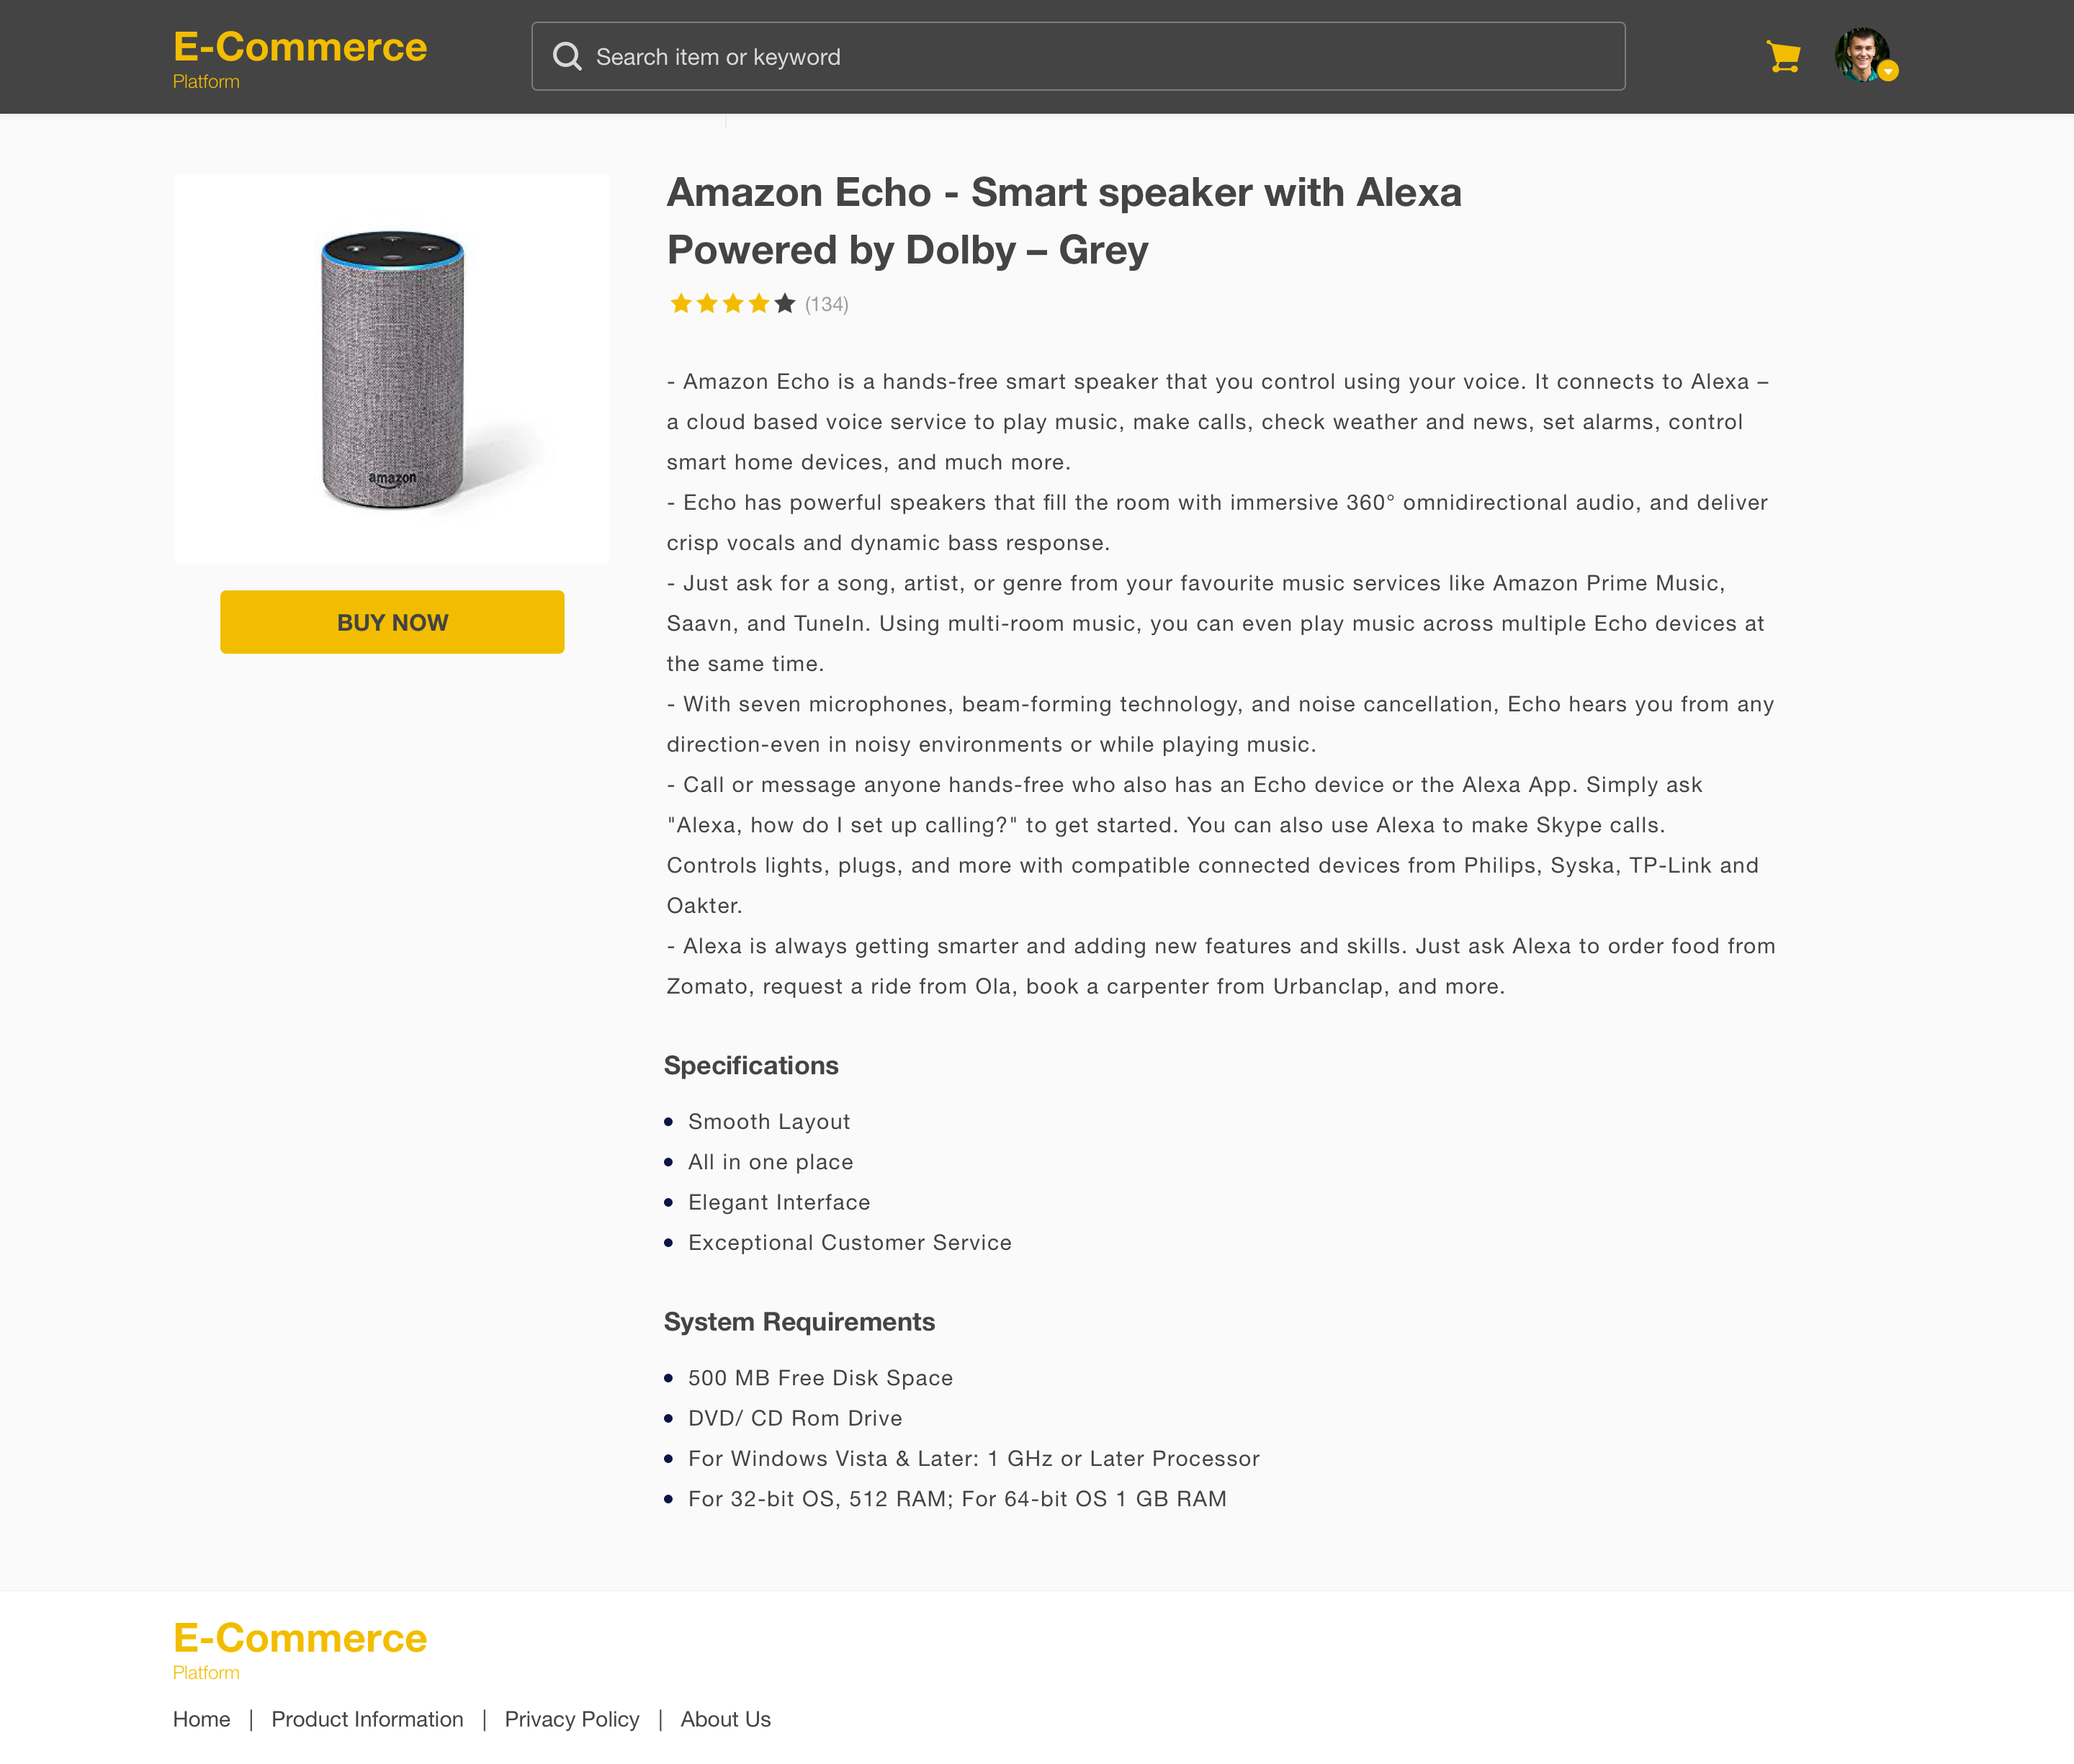 E-Commerce
Platform
Search item or keyword
Amazon Echo - Smart speaker with Alexa
Powered by Dolby – Grey
(134)
amazon
BUY NOW
- Amazon Echo is a hands-free smart speaker that you control using your voice. It connects to Alexa –
a cloud based voice service to play music, make calls, check weather and news, set alarms, control
smart home devices, and much more.
- Echo has powerful speakers that fill the room with immersive 360° omnidirectional audio, and deliver
crisp vocals and dynamic bass response.
- Just ask for a song, artist, or genre from your favourite music services like Amazon Prime Music,
Saavn, and TuneIn. Using multi-room music, you can even play music across multiple Echo devices at
the same time.
- With seven microphones, beam-forming technology, and noise cancellation, Echo hears you from any
direction-even in noisy environments or while playing music.
- Call or message anyone hands-free who also has an Echo device or the Alexa App. Simply ask
"Alexa, how do I set up calling?" to get started. You can also use Alexa to make Skype calls.
Controls lights, plugs, and more with compatible connected devices from Philips, Syska, TP-Link and
Oakter.
- Alexa is always getting smarter and adding new features and skills. Just ask Alexa to order food from
Zomato, request a ride from Ola, book a carpenter from Urbanclap, and more.
Specifications
• Smooth Layout
• All in one place
• Elegant Interface
• Exceptional Customer Service
System Requirements
• 500 MB Free Disk Space
• DVD/ CD Rom Drive
• For Windows Vista & Later: 1 GHz or Later Processor
• For 32-bit OS, 512 RAM; For 64-bit OS 1 GB RAM
E-Commerce
Platform
Home | Product Information | Privacy Policy | About Us